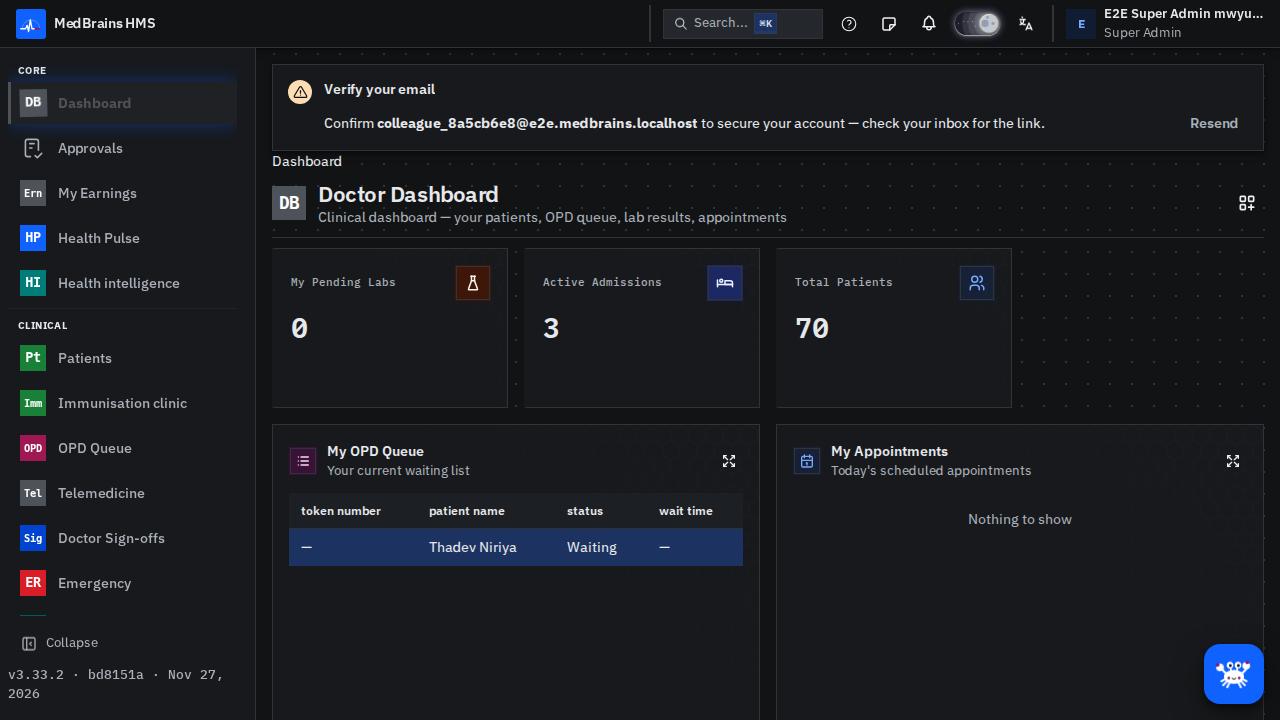 MedBrains HMS
Search...
⌘K
E
E2E Super Admin mwyu...
Super Admin
CORE
DB
Dashboard
Approvals
Ern
My Earnings
HP
Health Pulse
HI
Health intelligence
CLINICAL
Pt
Patients
Imm
Immunisation clinic
OPD
OPD Queue
Tel
Telemedicine
Sig
Doctor Sign-offs
ER
Emergency
Collapse
v3.33.2 · bd8151a · Nov 27,
2026
Verify your email
Confirm colleague_8a5cb6e8@e2e.medbrains.localhost to secure your account — check your inbox for the link.
Resend
Dashboard
DB
Doctor Dashboard
Clinical dashboard — your patients, OPD queue, lab results, appointments
My Pending Labs
0
Active Admissions
3
Total Patients
70
My OPD Queue
Your current waiting list
token number patient name status wait time
— Thadev Niriya Waiting —
My Appointments
Today's scheduled appointments
Nothing to show